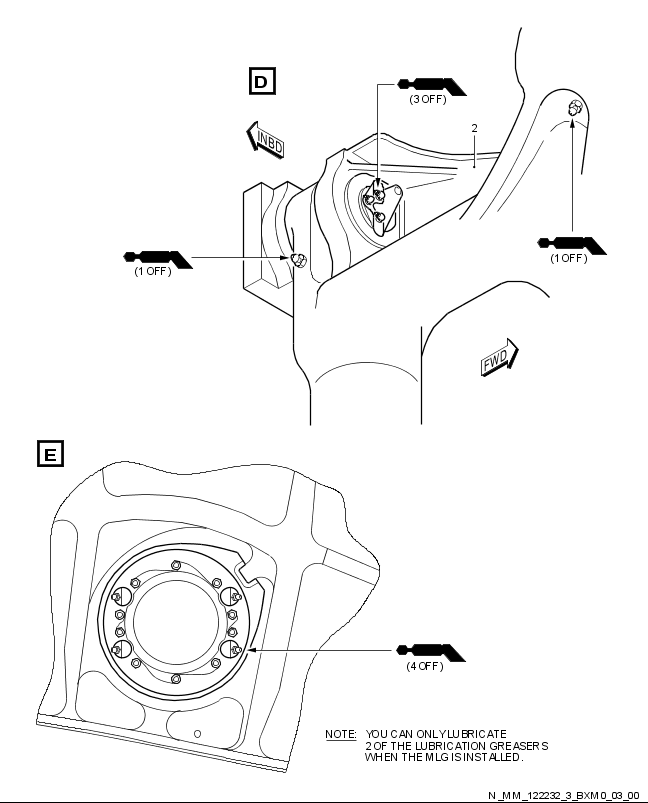 D
(3 OFF)
INBD
2
(1 OFF)
(1 OFF)
FWD
E
(4 OFF)
NOTE: YOU CAN ONLY LUBRICATE
2 OF THE LUBRICATION GREASERS
WHEN THE MLG IS INSTALLED.
N_MM_122232_3_BXM0_03_00